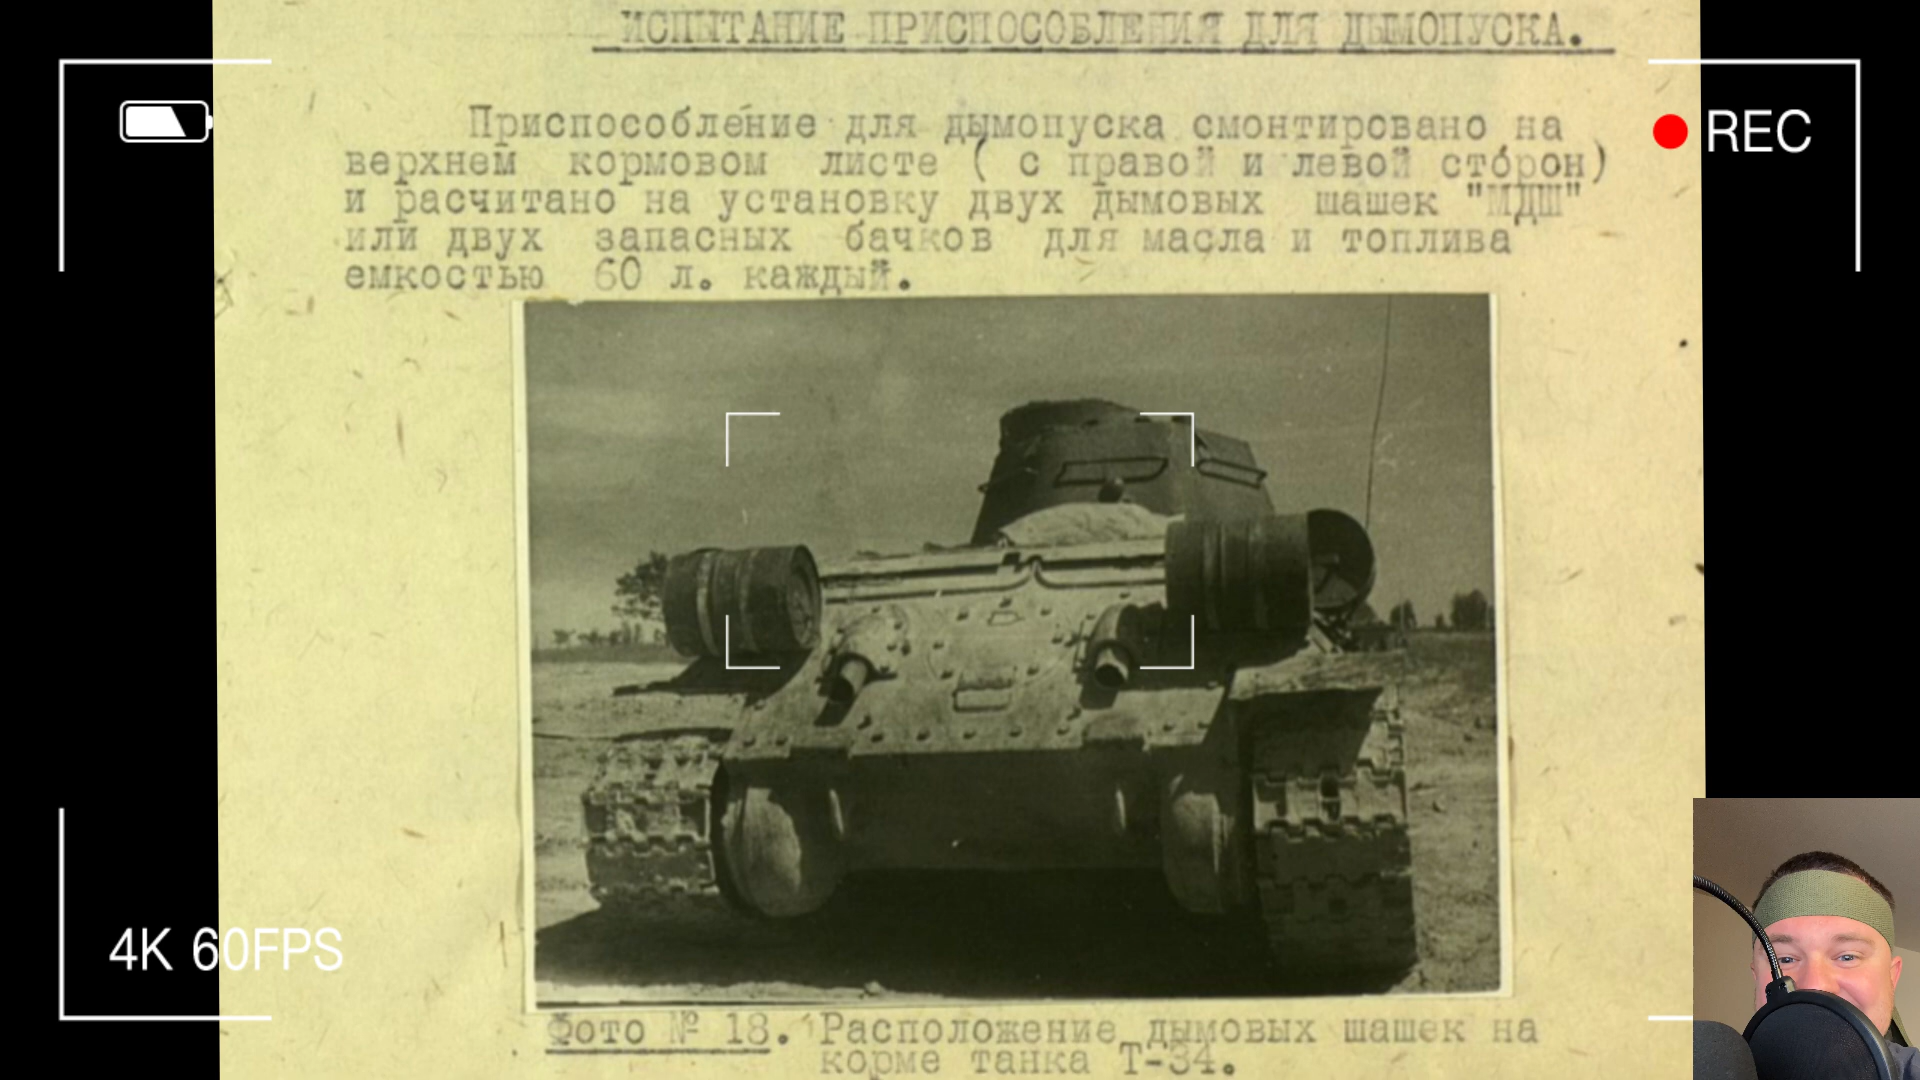 ИСПЫТАНИЕ ПРИСПОСОБЛЕНИЯ ДЛЯ ДЫМОПУСКА.
Приспособление для дымопуска смонтировано на
верхнем кормовом листе ( с правой и левой сторон)
и расчитано на установку двух дымовых шашек "МДШ"
или двух запасных бачков для масла и топлива
емкостью 60 л. каждый.
REC
4K 60FPS
Фото № 18. Расположение дымовых шашек на
корме танка Т-34.